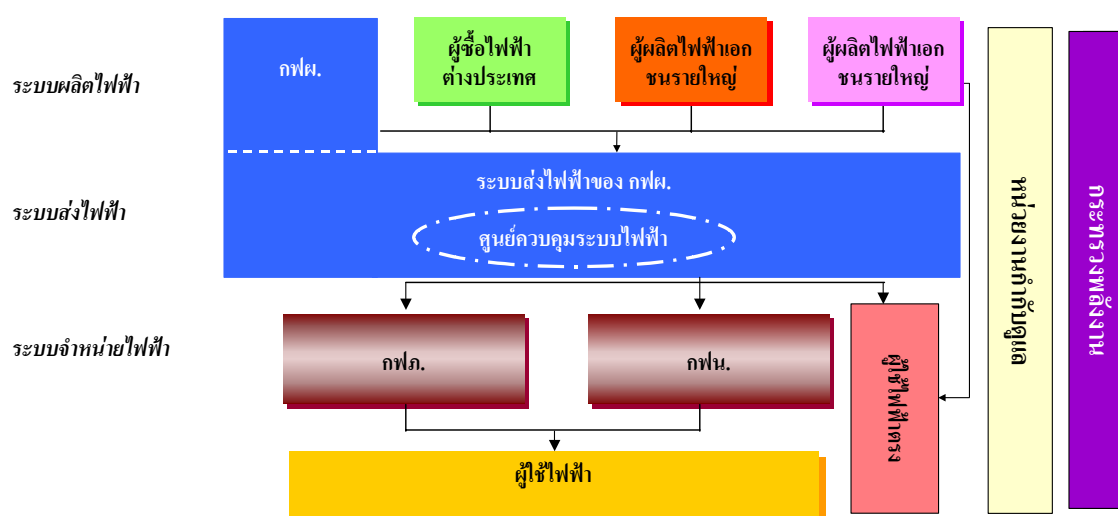 ระบบผลิตไฟฟ้า
กฟผ.
ผู้ซื้อไฟฟ้า
ต่างประเทศ
ผู้ผลิตไฟฟ้าเอก
ชนรายใหญ่
ผู้ผลิตไฟฟ้าเอก
ชนรายใหญ่
ระบบส่งไฟฟ้า
ระบบส่งไฟฟ้าของ กฟผ.
ศูนย์ควบคุมระบบไฟฟ้า
ระบบจำหน่ายไฟฟ้า
กฟภ.
กฟน.
ผู้ใช้ไฟฟ้าตรง
ผู้ใช้ไฟฟ้า
หน่วยงานกำกับดูแล
กระทรวงพลังงาน